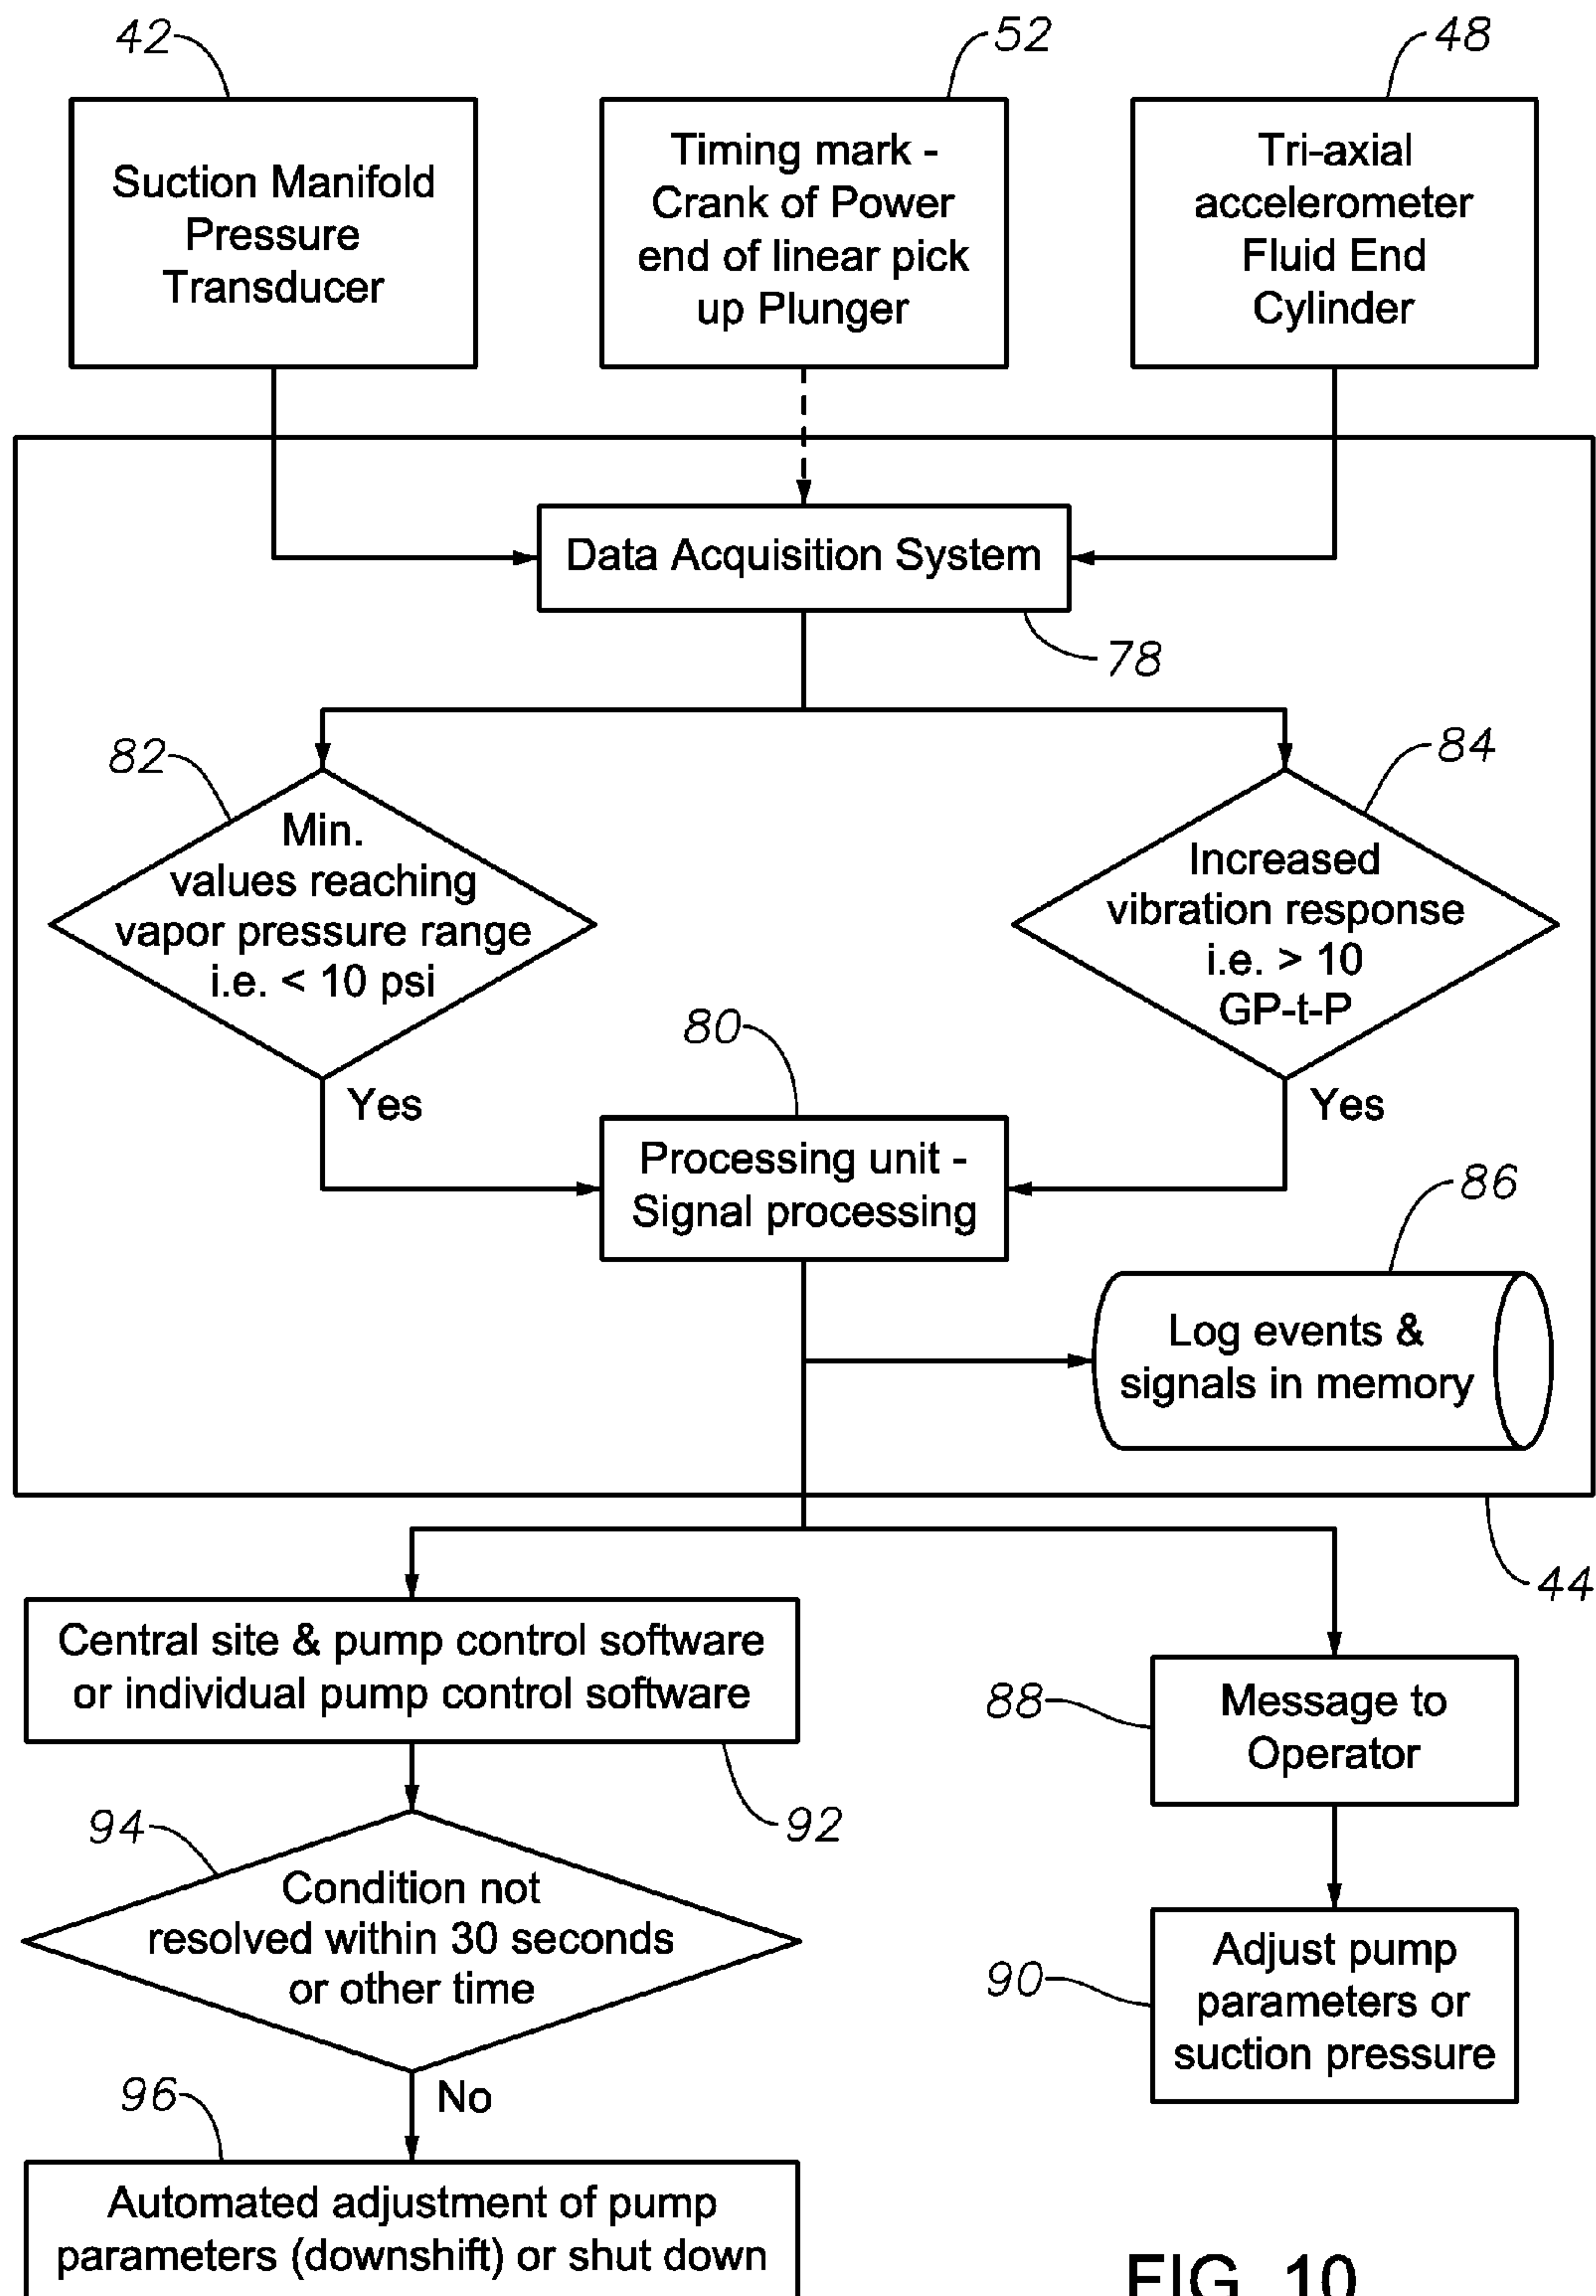 42
52
48
Suction Manifold
Pressure
Transducer
Timing mark -
Crank of Power
end of linear pick
up Plunger
Tri-axial
accelerometer
Fluid End
Cylinder
Data Acquisition System
78
82
84
Min.
values reaching
vapor pressure range
i.e. < 10 psi
Increased
vibration response
i.e. > 10
GP-t-P
80
Yes
Yes
Processing unit -
Signal processing
86
Log events &
signals in memory
44
Central site & pump control software
or individual pump control software
88
Message to
Operator
92
94
Condition not
resolved within 30 seconds
or other time
90
Adjust pump
parameters or
suction pressure
No
96
Automated adjustment of pump
parameters (downshift) or shut down
FIG. 10